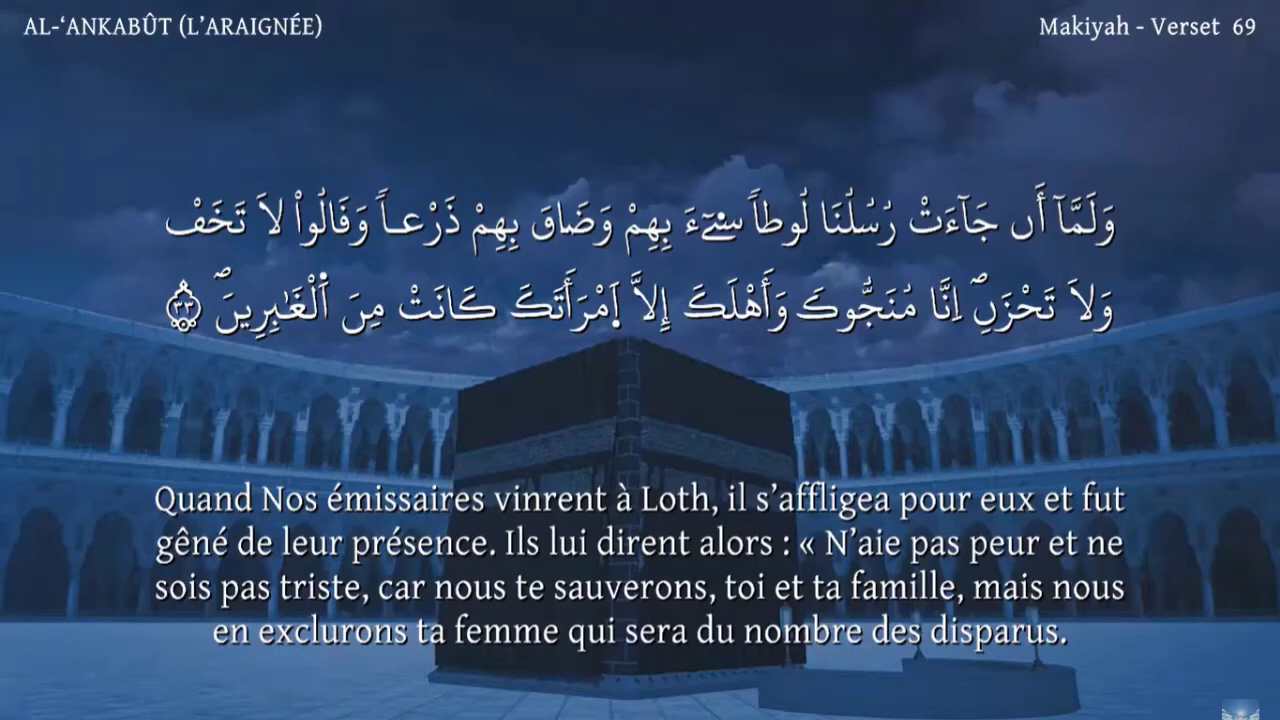 AL-‘ANKABÛT (L’ARAIGNÉE)
Makiyah - Verset 69
وَلَمَّآ أَن جَآءَتْ رُسُلُنَا لُوطاً سِےٓءَ بِهِمْ وَضَاقَ بِهِمْ ذَرْعاً وَقَالُواْ لاَ تَخَفْ
وَلاَ تَحْزَنِۖ اِنَّا مُنَجُّوكَ وَأَهْلَكَ إِلاَّ اَمْرَأَتَكَ كَانَتْ مِنَ اَلْغَٰبِرِينَۖ ٣٣
Quand Nos émissaires vinrent à Loth, il s’affligea pour eux et fut
gêné de leur présence. Ils lui dirent alors : « N’aie pas peur et ne
sois pas triste, car nous te sauverons, toi et ta famille, mais nous
en exclurons ta femme qui sera du nombre des disparus.